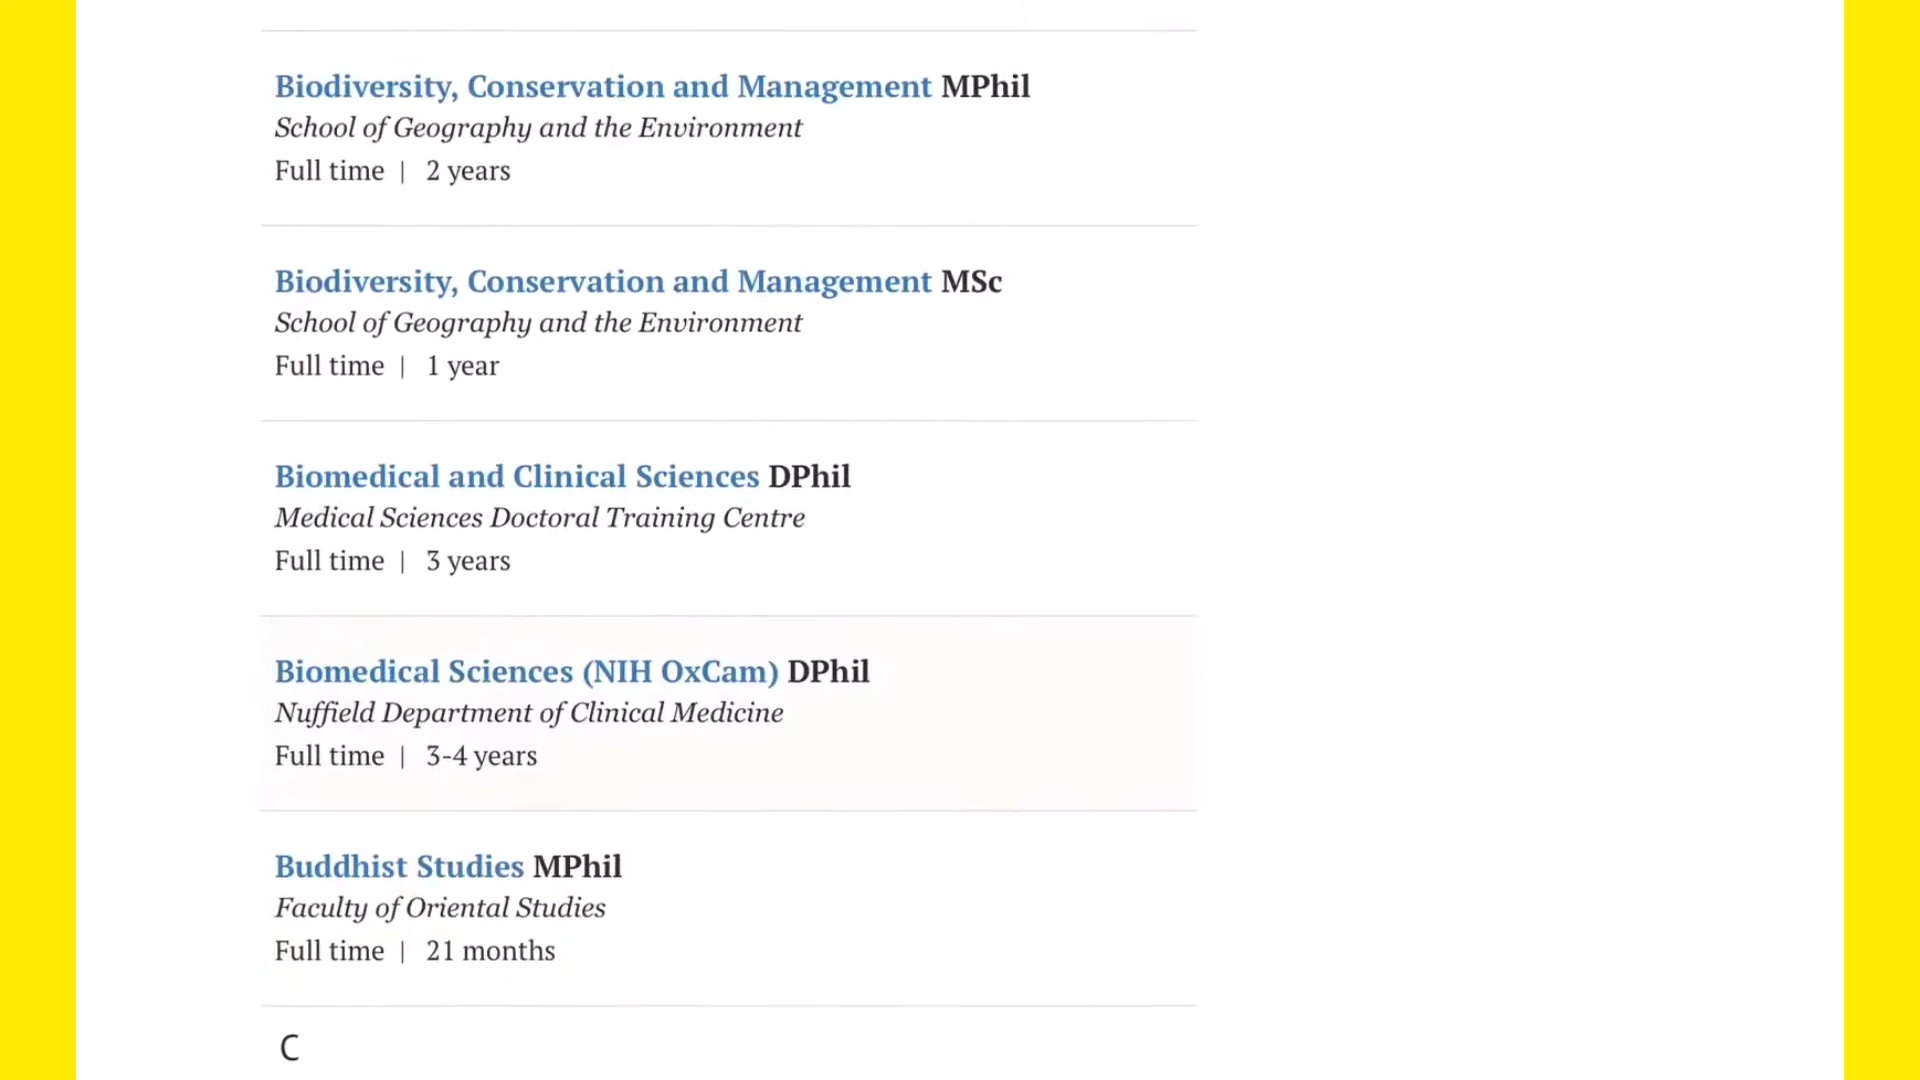 Biodiversity, Conservation and Management MPhil
School of Geography and the Environment
Full time | 2 years
Biodiversity, Conservation and Management MSc
School of Geography and the Environment
Full time | 1 year
Biomedical and Clinical Sciences DPhil
Medical Sciences Doctoral Training Centre
Full time | 3 years
Biomedical Sciences (NIH OxCam) DPhil
Nuffield Department of Clinical Medicine
Full time | 3-4 years
Buddhist Studies MPhil
Faculty of Oriental Studies
Full time | 21 months
C